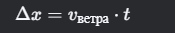 Δx = v_ветра · t